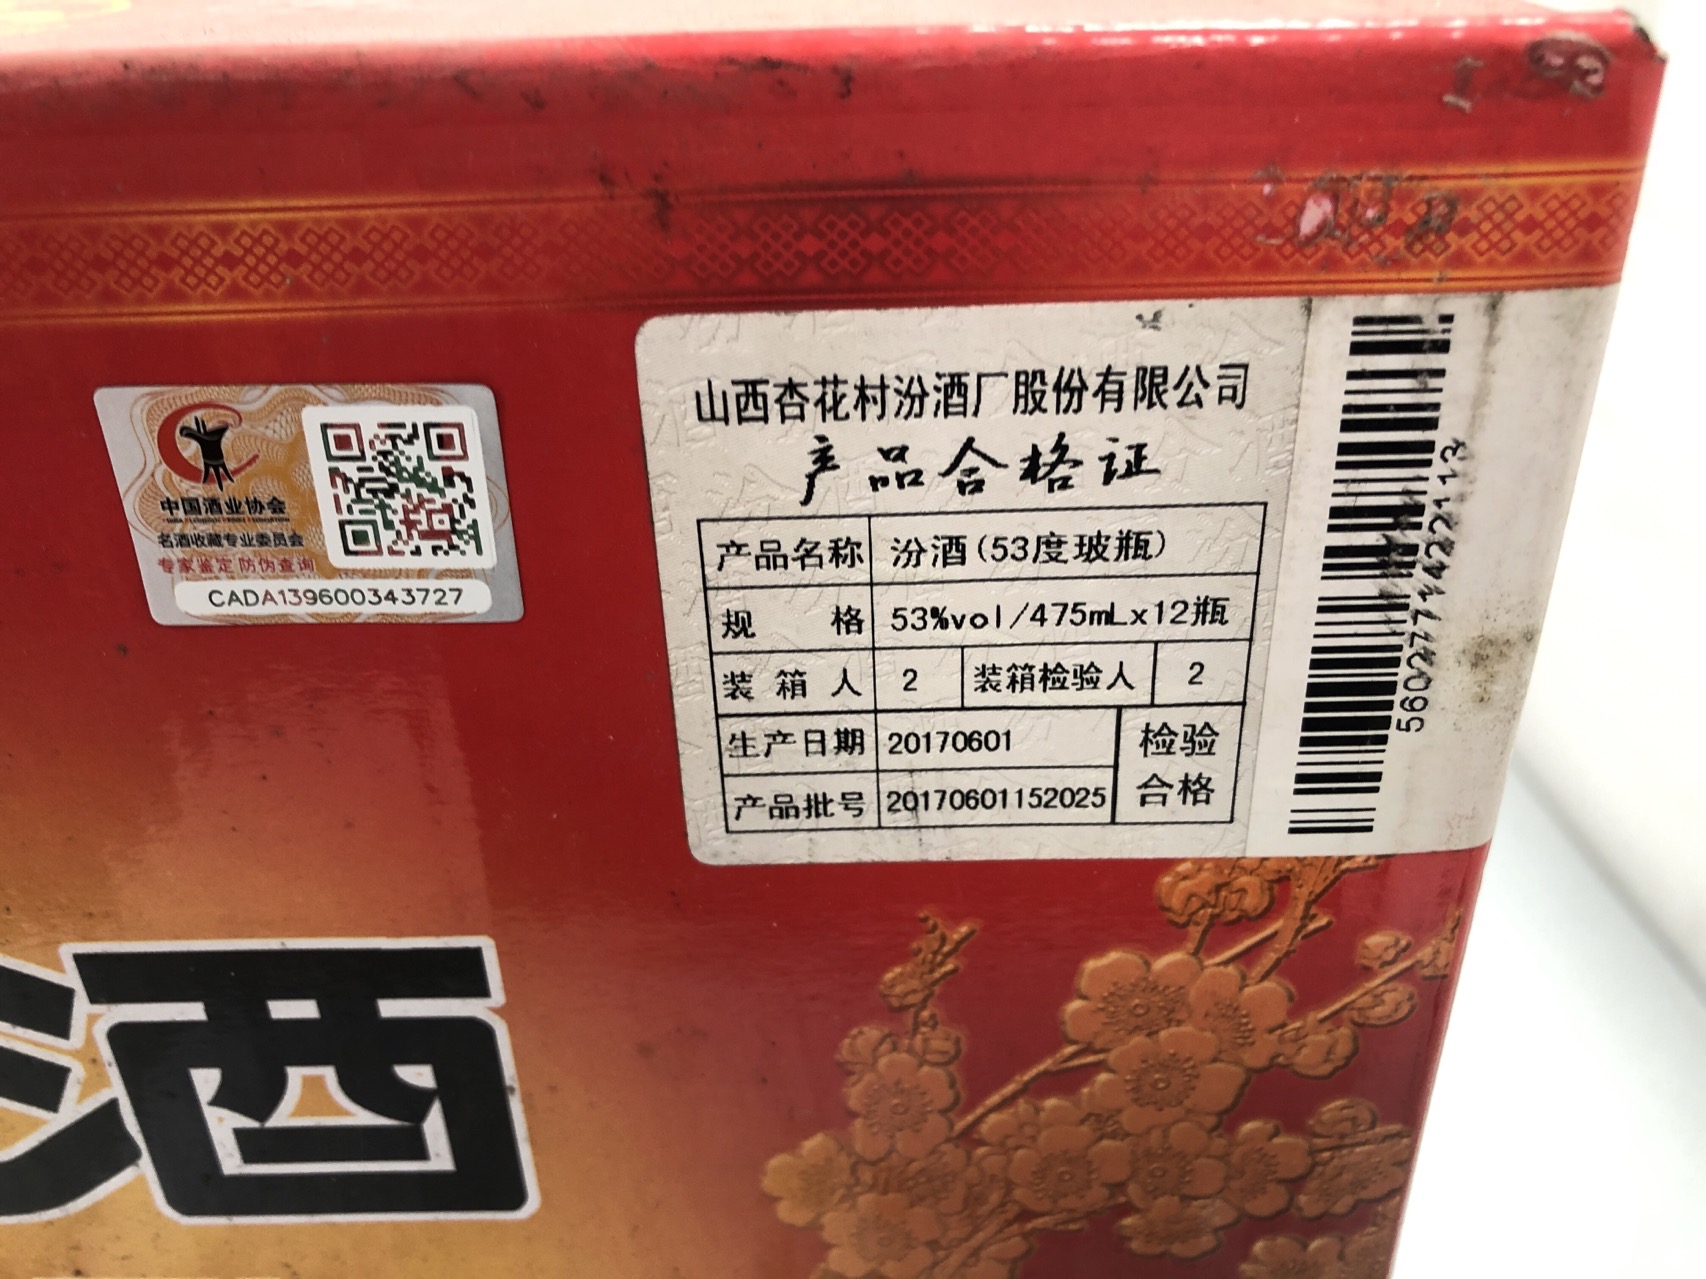 中国酒业协会
名酒收藏专业委员会
专家鉴定 防伪查询
CADA139600343727
山西杏花村汾酒厂股份有限公司
产品合格证
产品名称 汾酒(53度玻瓶)
规 格 53%vol/475mLx12瓶
装箱人 2 装箱检验人 2
生产日期 20170601
产品批号 20170601152025
检验
合格
酒